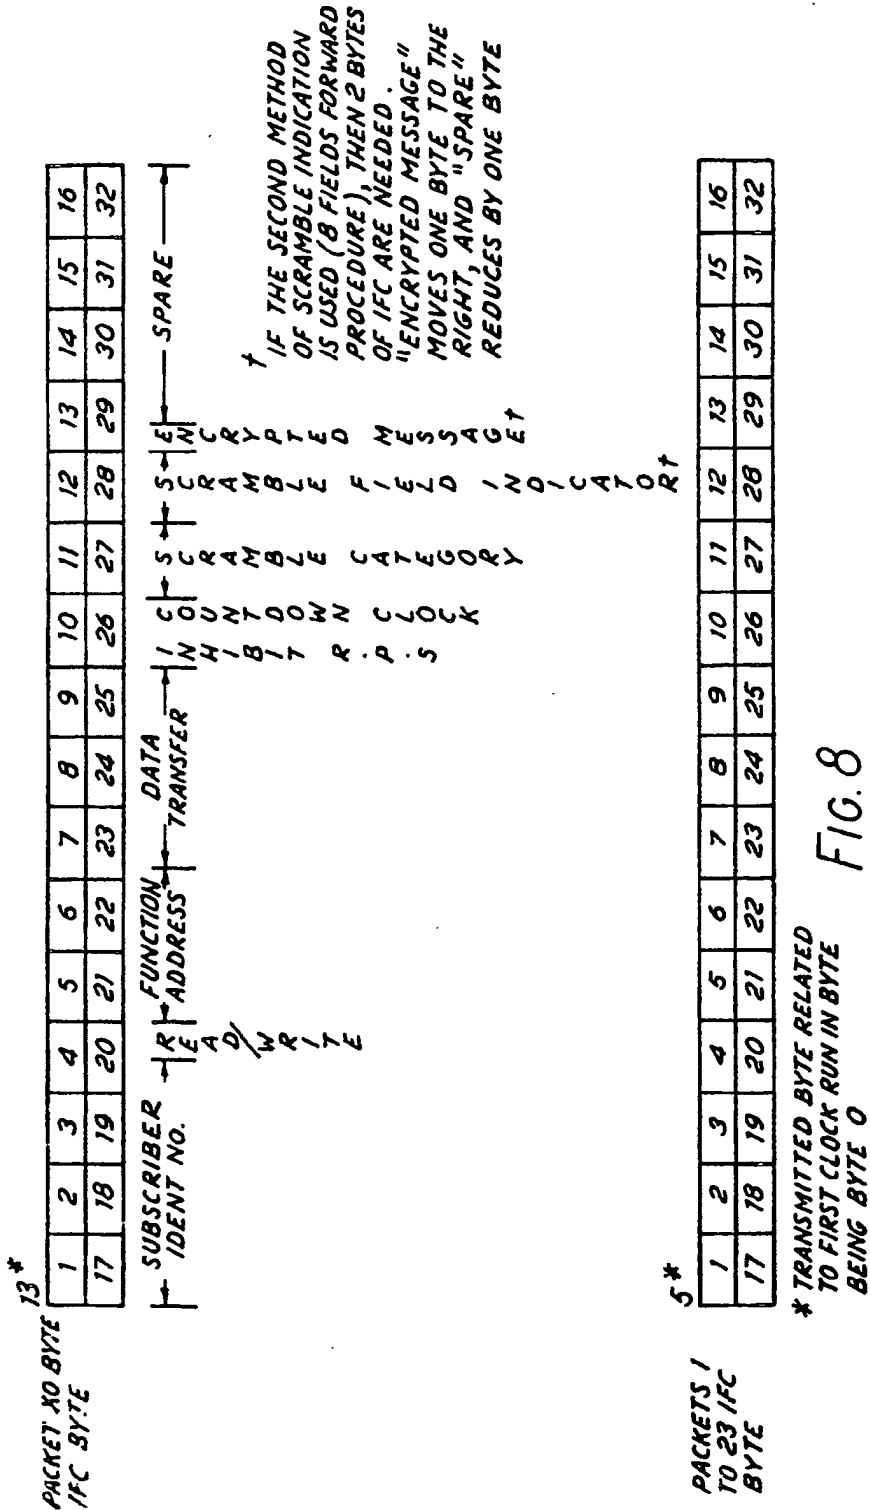 PACKET X0 BYTE
IFC BYTE
13*
1 2 3 4 5 6 7 8 9 10 11 12 13 14 15 16
17 18 19 20 21 22 23 24 25 26 27 28 29 30 31 32
SUBSCRIBER
IDENT NO.
READ/WRITE
FUNCTION
ADDRESS
DATA
TRANSFER
INHIBIT R.P.S
COUNTDOWN CLOCK
SCRAMBLE CATEGORY
SCRAMBLE FIELD INDICATOR†
ENCRYPTED MESSAGE†
SPARE
† IF THE SECOND METHOD
OF SCRAMBLE INDICATION
IS USED (8 FIELDS FORWARD
PROCEDURE), THEN 2 BYTES
OF IFC ARE NEEDED.
"ENCRYPTED MESSAGE"
MOVES ONE BYTE TO THE
RIGHT, AND "SPARE"
REDUCES BY ONE BYTE
PACKETS 1
TO 23 IFC
BYTE
5*
1 2 3 4 5 6 7 8 9 10 11 12 13 14 15 16
17 18 19 20 21 22 23 24 25 26 27 28 29 30 31 32
* TRANSMITTED BYTE RELATED
TO FIRST CLOCK RUN IN BYTE
BEING BYTE 0
FIG. 8